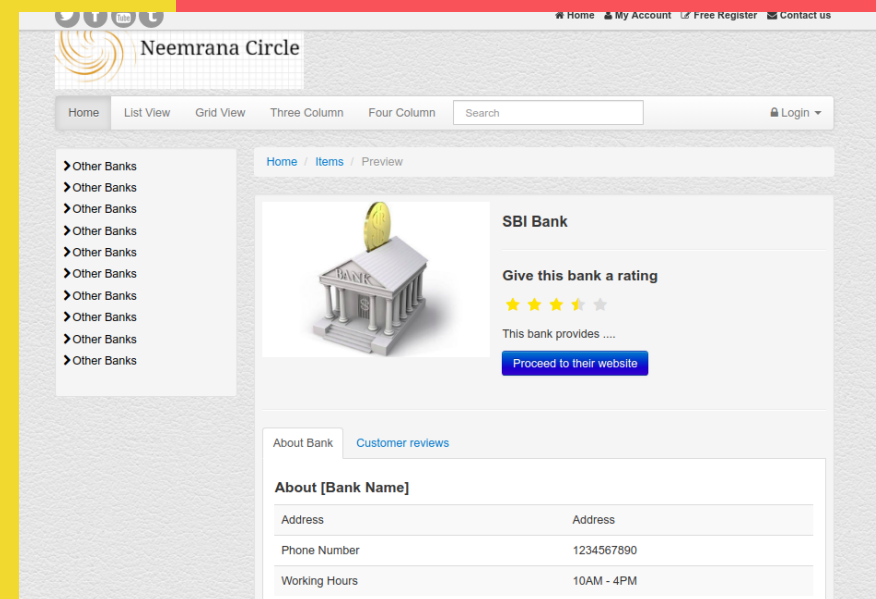 Home My Account Free Register Contact us
Neemrana Circle
Home List View Grid View Three Column Four Column Search Login
Other Banks
Other Banks
Other Banks
Other Banks
Other Banks
Other Banks
Other Banks
Other Banks
Other Banks
Other Banks
Home / Items / Preview
BANK
SBI Bank
Give this bank a rating
This bank provides ....
Proceed to their website
About Bank Customer reviews
About [Bank Name]
Address Address
Phone Number 1234567890
Working Hours 10AM - 4PM